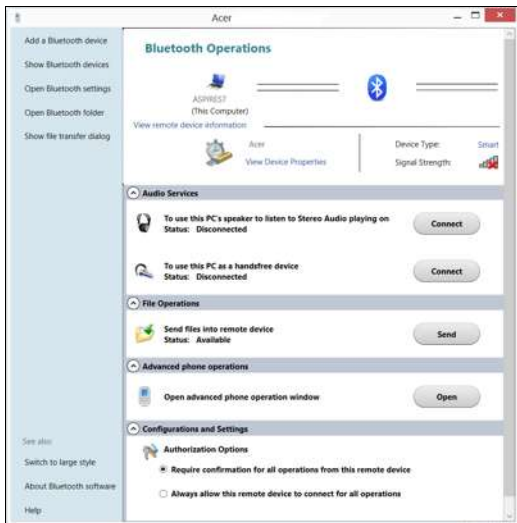 Acer
Add a Bluetooth device
Show Bluetooth devices
Open Bluetooth settings
Open Bluetooth folder
Show file transfer dialog
Bluetooth Operations
ASPIRES7
(This Computer)
View remote device information
Acer
View Device Properties
Device Type: Smart
Signal Strength:
Audio Services
To use this PC's speaker to listen to Stereo Audio playing on
Status: Disconnected
Connect
To use this PC as a handsfree device
Status: Disconnected
Connect
File Operations
Send files into remote device
Status: Available
Send
Advanced phone operations
Open advanced phone operation window
Open
Configurations and Settings
Authorization Options
Require confirmation for all operations from this remote device
Always allow this remote device to connect for all operations
See also
Switch to large style
About Bluetooth software
Help